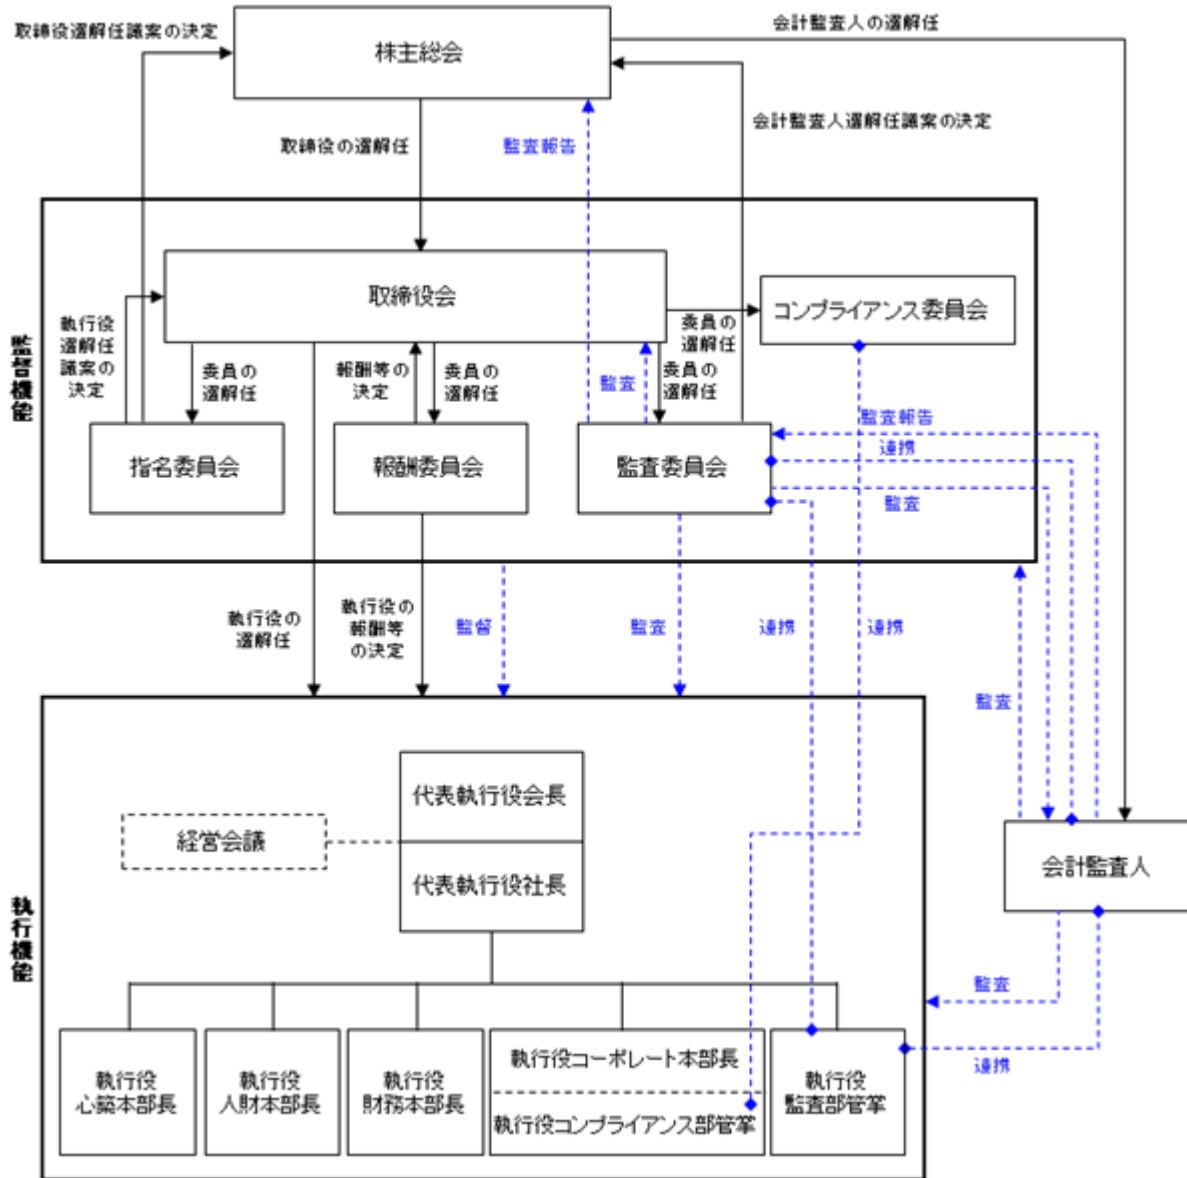 取締役選解任議案の決定
会計監査人の選解任
株主総会
会計監査人選解任議案の決定
取締役の選解任
監査報告
監督機能
取締役会
コンプライアンス委員会
執行役
選解任
議案の
決定
委員の
選解任
報酬等の
決定
委員の
選解任
監査
委員の
選解任
委員の
選解任
監査報告
連携
監査
指名委員会
報酬委員会
監査委員会
執行役の
選解任
執行役の
報酬等
の決定
監督
監査
連携
連携
監査
執行機能
代表執行役会長
経営会議
代表執行役社長
会計監査人
監査
連携
執行役
心築本部長
執行役
人財本部長
執行役
財務本部長
執行役コーポレート本部長
執行役コンプライアンス部管掌
執行役
監査部管掌